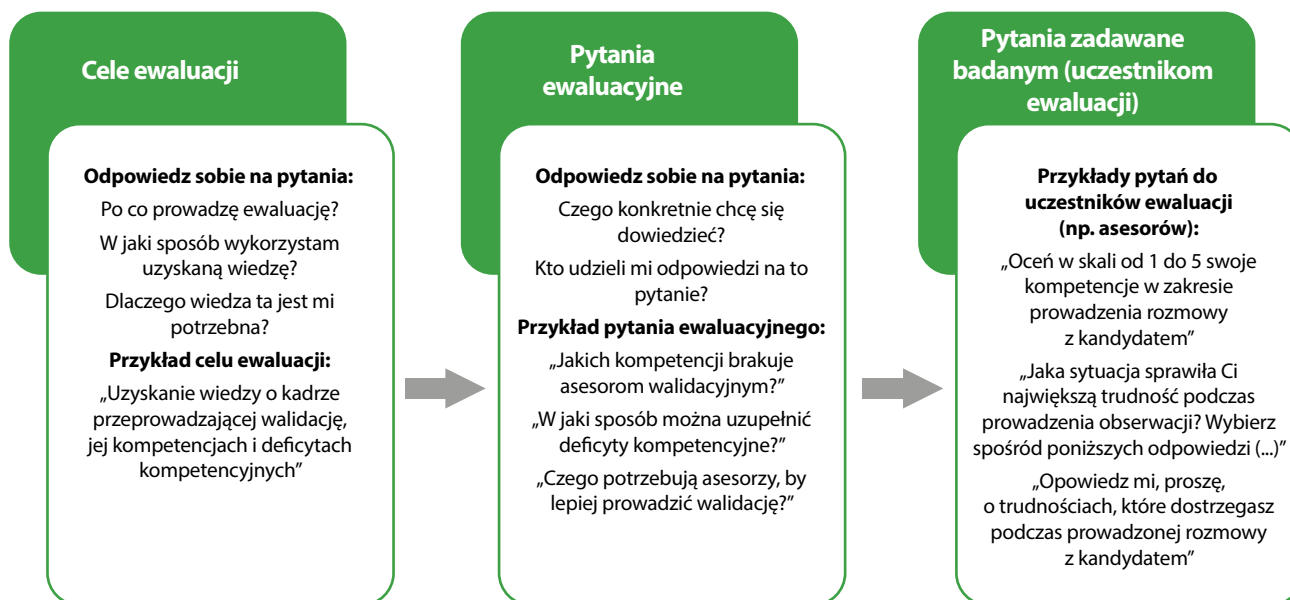 Cele ewaluacji
Odpowiedz sobie na pytania:
Po co prowadzę ewaluację?
W jaki sposób wykorzystam
uzyskaną wiedzę?
Dlaczego wiedza ta jest mi
potrzebna?
Przykład celu ewaluacji:
„Uzyskanie wiedzy o kadrze
przeprowadzającej walidację,
jej kompetencjach i deficytach
kompetencyjnych”
Pytania
ewaluacyjne
Odpowiedz sobie na pytania:
Czego konkretnie chcę się
dowiedzieć?
Kto udzieli mi odpowiedzi na to
pytanie?
Przykład pytania ewaluacyjnego:
„Jakich kompetencji brakuje
asesorom walidacyjnym?”
„W jaki sposób można uzupełnić
deficyty kompetencyjne?”
„Czego potrzebują asesorzy, by
lepiej prowadzić walidację?”
Pytania zadawane
badanym (uczestnikom
ewaluacji)
Przykłady pytań do
uczestników ewaluacji
(np. asesorów):
„Oceń w skali od 1 do 5 swoje
kompetencje w zakresie
prowadzenia rozmowy
z kandydatem”
„Jaka sytuacja sprawiła Ci
największą trudność podczas
prowadzenia obserwacji? Wybierz
spośród poniższych odpowiedzi (...)”
„Opowiedz mi, proszę,
o trudnościach, które dostrzegasz
podczas prowadzonej rozmowy
z kandydatem”